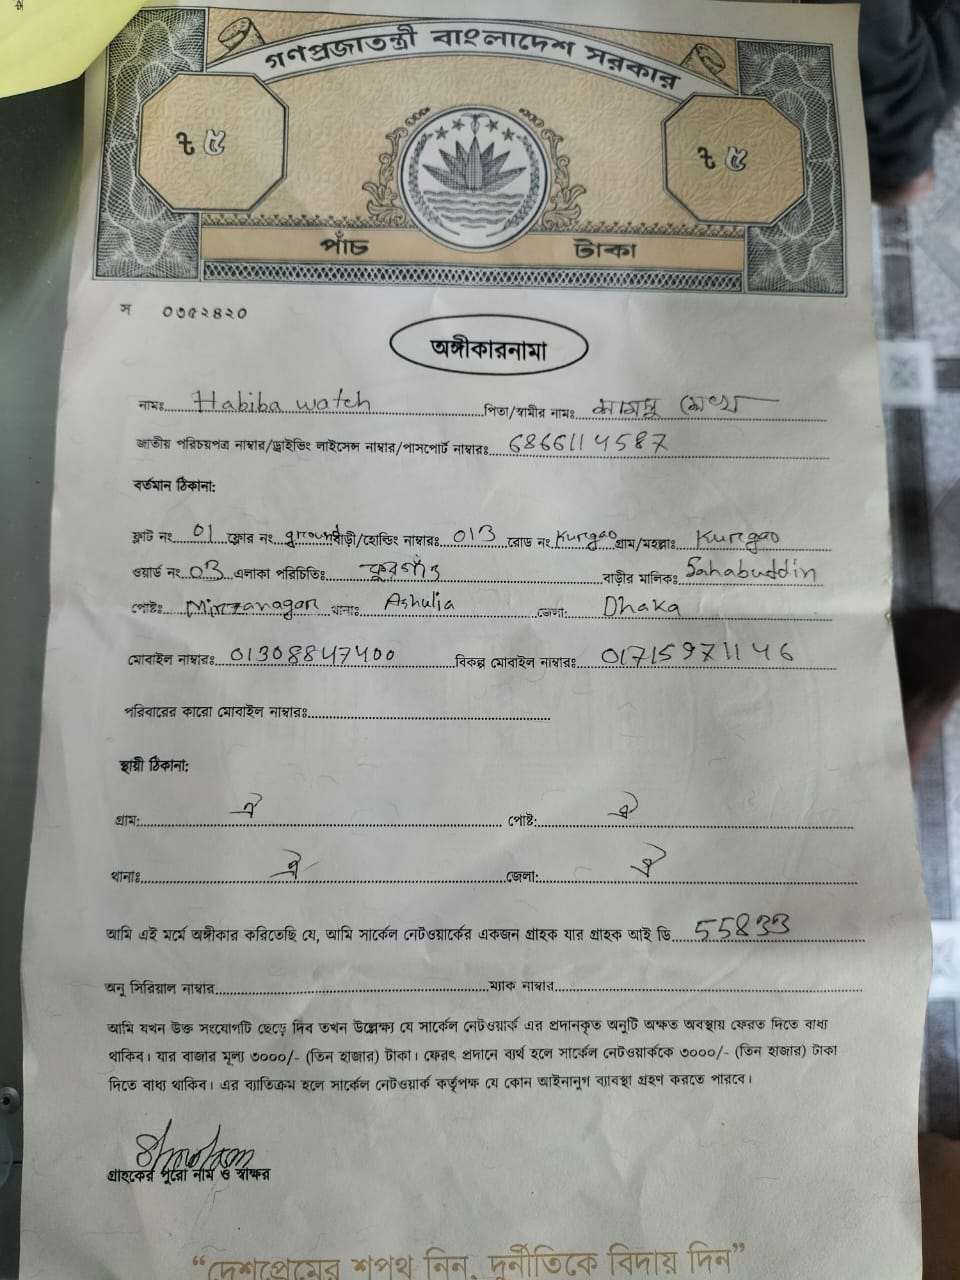 গণপ্রজাতন্ত্রী বাংলাদেশ সরকার
৳ ৫ ৳ ৫
পাঁচ টাকা
স ০৩৫২৪২০
অঙ্গীকারনামা
নামঃ Habiba watch পিতা/স্বামীর নামঃ
জাতীয় পরিচয়পত্র নাম্বার/ড্রাইভিং লাইসেন্স নাম্বার/পাসপোর্ট নাম্বারঃ 6866114587
বর্তমান ঠিকানা:
ফ্লাট নং 01 ফ্লোর নং ground বাড়ী/হোল্ডিং নাম্বারঃ 013 রোড নং Kurgao গ্রাম/মহল্লাঃ Kurgao
ওয়ার্ড নং 03 এলাকা পরিচিতিঃ কুরগাঁও বাড়ীর মালিকঃ Sahabuddin
পোষ্টঃ Mirzanagar থানাঃ Ashulia জেলা: Dhaka
মোবাইল নাম্বারঃ 01308847400 বিকল্প মোবাইল নাম্বারঃ 01715971146
পরিবারের কারো মোবাইল নাম্বারঃ
স্থায়ী ঠিকানা:
গ্রাম: ঐ পোষ্ট: ঐ
থানাঃ ঐ জেলা: ঐ
আমি এই মর্মে অঙ্গীকার করিতেছি যে, আমি সার্কেল নেটওয়ার্কের একজন গ্রাহক যার গ্রাহক আই ডি 55833
অনু সিরিয়াল নাম্বার ম্যাক নাম্বার
আমি যখন উক্ত সংযোগটি ছেড়ে দিব তখন উল্লেক্ষ্য যে সার্কেল নেটওয়ার্ক এর প্রদানকৃত অনুটি অক্ষত অবস্থায় ফেরত দিতে বাধ্য
থাকিব। যার বাজার মূল্য ৩০০০/- (তিন হাজার) টাকা। ফেরৎ প্রদানে ব্যর্থ হলে সার্কেল নেটওয়ার্ককে ৩০০০/- (তিন হাজার) টাকা
দিতে বাধ্য থাকিব। এর ব্যাতিক্রম হলে সার্কেল নেটওয়ার্ক কর্তৃপক্ষ যে কোন আইনানুগ ব্যাবস্থা গ্রহণ করতে পারবে।
গ্রাহকের পুরো নাম ও স্বাক্ষর
“দেশপ্রেমের শপথ নিন, দুর্নীতিকে বিদায় দিন”